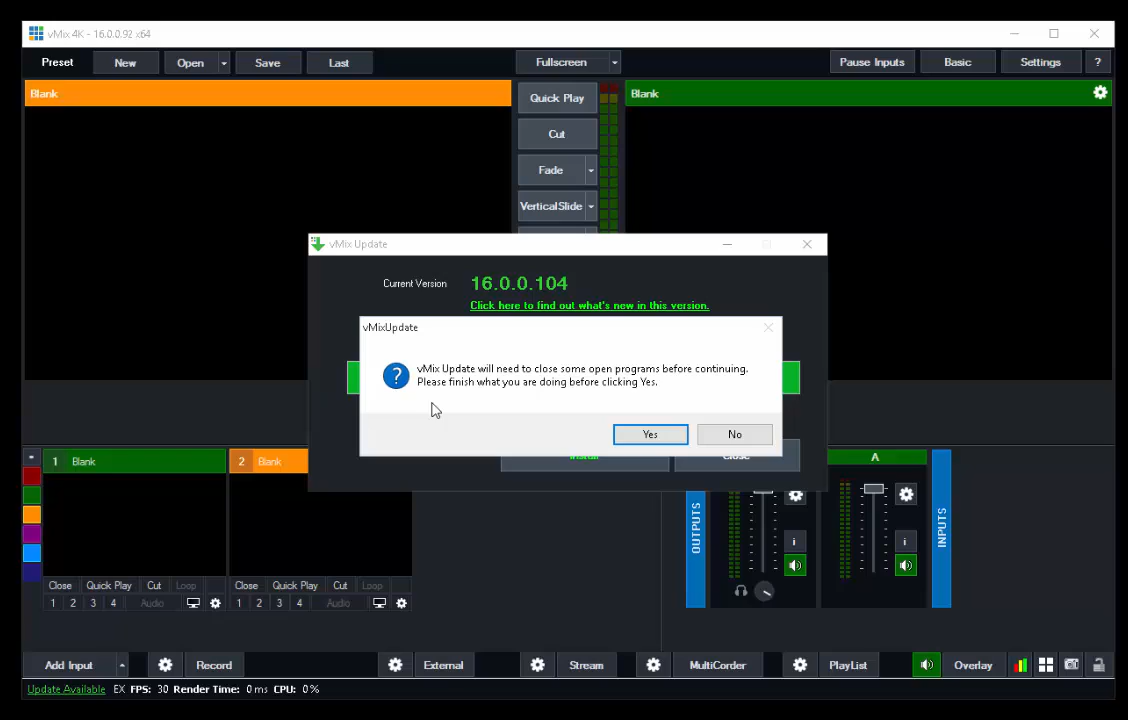 vMix 4K - 16.0.0.92 x64
Preset New Open Save Last Fullscreen Pause Inputs Basic Settings ?
Blank
Quick Play
Blank
Cut
Fade
VerticalSlide
vMix Update
Current Version 16.0.0.104
Click here to find out what's new in this version.
vMixUpdate
vMix Update will need to close some open programs before continuing.
Please finish what you are doing before clicking Yes.
Yes No
Install Close
1 Blank
2 Blank
A
OUTPUTS
INPUTS
i
i
Close Quick Play Cut Loop
Close Quick Play Cut Loop
1 2 3 4 Audio
1 2 3 4 Audio
Add Input Record External Stream MultiCorder PlayList Overlay
Update Available EX FPS: 30 Render Time: 0 ms CPU: 0 %